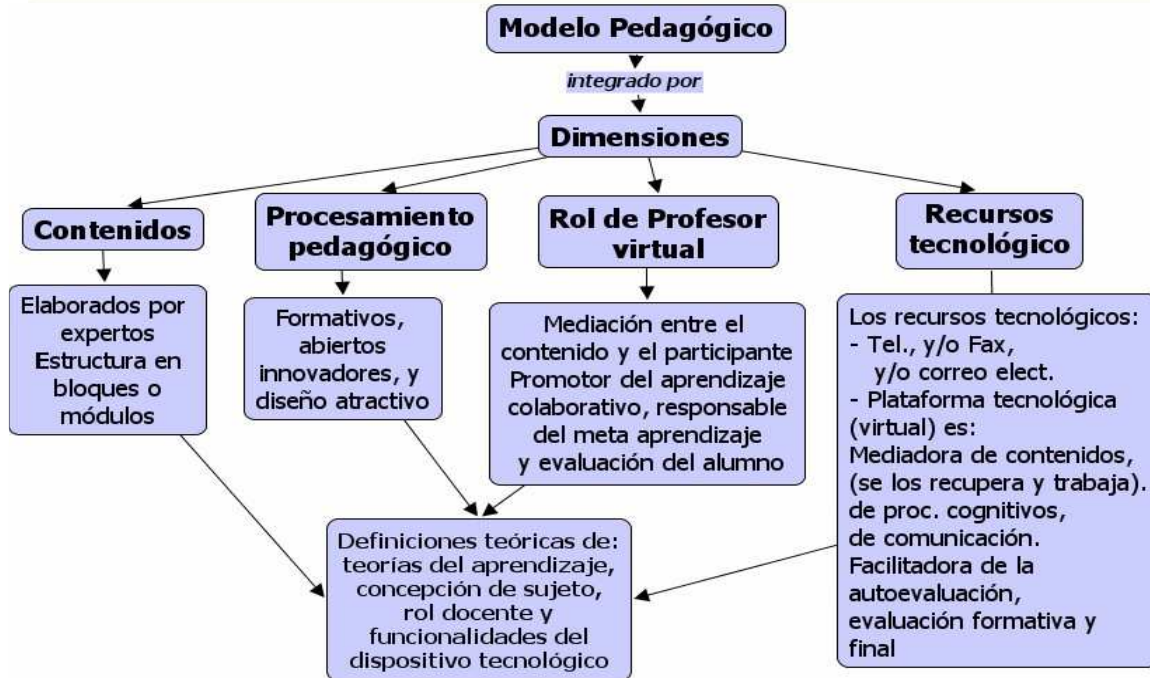 Modelo Pedagógico
integrado por
Dimensiones
Contenidos
Procesamiento
pedagógico
Rol de Profesor
virtual
Recursos
tecnológico
Elaborados por
expertos
Estructura en
bloques o
módulos
Formativos,
abiertos
innovadores, y
diseño atractivo
Mediación entre el
contenido y el participante
Promotor del aprendizaje
colaborativo, responsable
del meta aprendizaje
y evaluación del alumno
Los recursos tecnológicos:
- Tel., y/o Fax,
y/o correo elect.
- Plataforma tecnológica
(virtual) es:
Mediadora de contenidos,
(se los recupera y trabaja).
de proc. cognitivos,
de comunicación.
Facilitadora de la
autoevaluación,
evaluación formativa y
final
Definiciones teóricas de:
teorías del aprendizaje,
concepción de sujeto,
rol docente y
funcionalidades del
dispositivo tecnológico